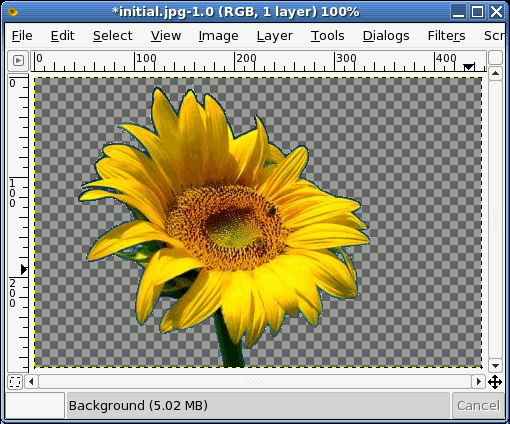 *initial.jpg-1.0 (RGB, 1 layer) 100%
File Edit Select View Image Layer Tools Dialogs Filters Scr
0 100 200 300 400
0
100
200
Background (5.02 MB) Cancel